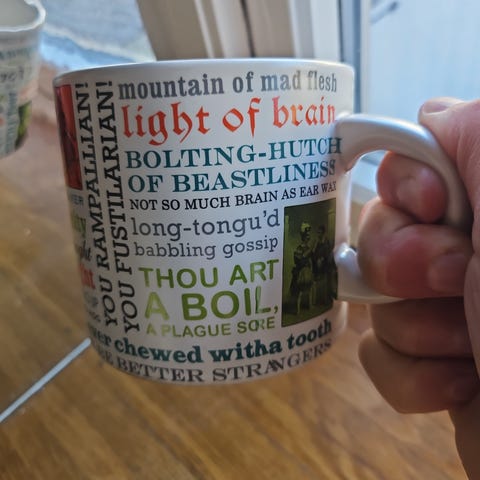 YOU RAMPALLIAN!
YOU FUSTILARIAN!
mountain of mad flesh
light of brain
BOLTING-HUTCH
OF BEASTLINESS
NOT SO MUCH BRAIN AS EAR WAX
long-tongu'd
babbling gossip
THOU ART
A BOIL,
A PLAGUE SORE
chewed with a tooth
BETTER STRANGERS